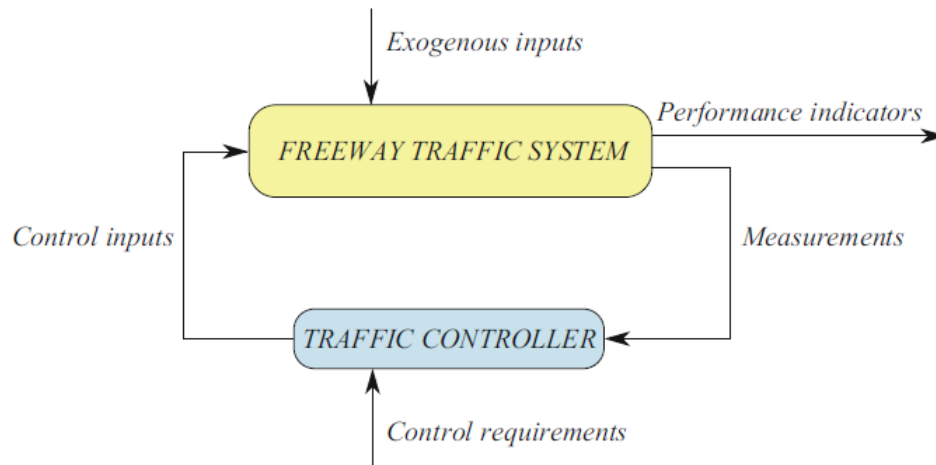 Exogenous inputs
Performance indicators
FREEWAY TRAFFIC SYSTEM
Control inputs
Measurements
TRAFFIC CONTROLLER
Control requirements